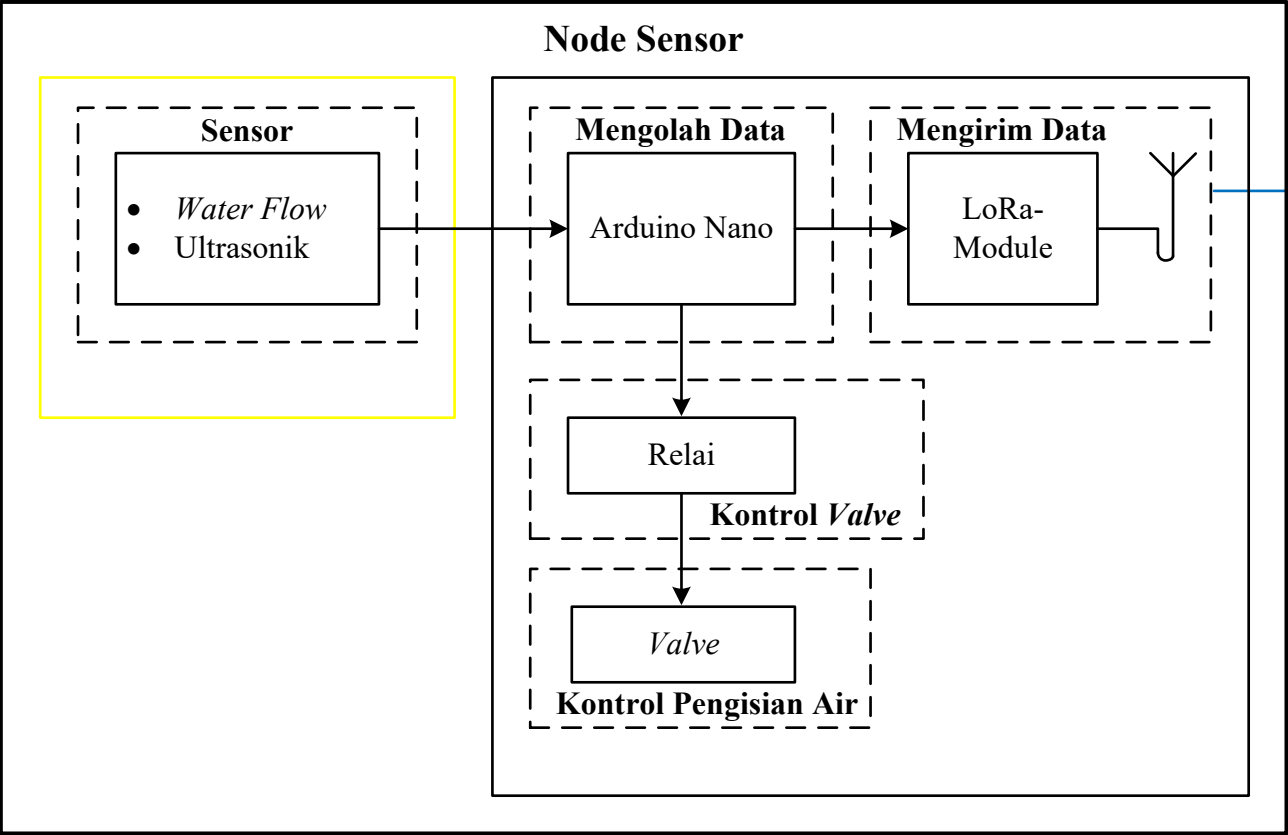 Node Sensor
Sensor
• Water Flow
• Ultrasonik
Mengolah Data
Arduino Nano
Mengirim Data
LoRa-
Module
Relai
Kontrol Valve
Valve
Kontrol Pengisian Air